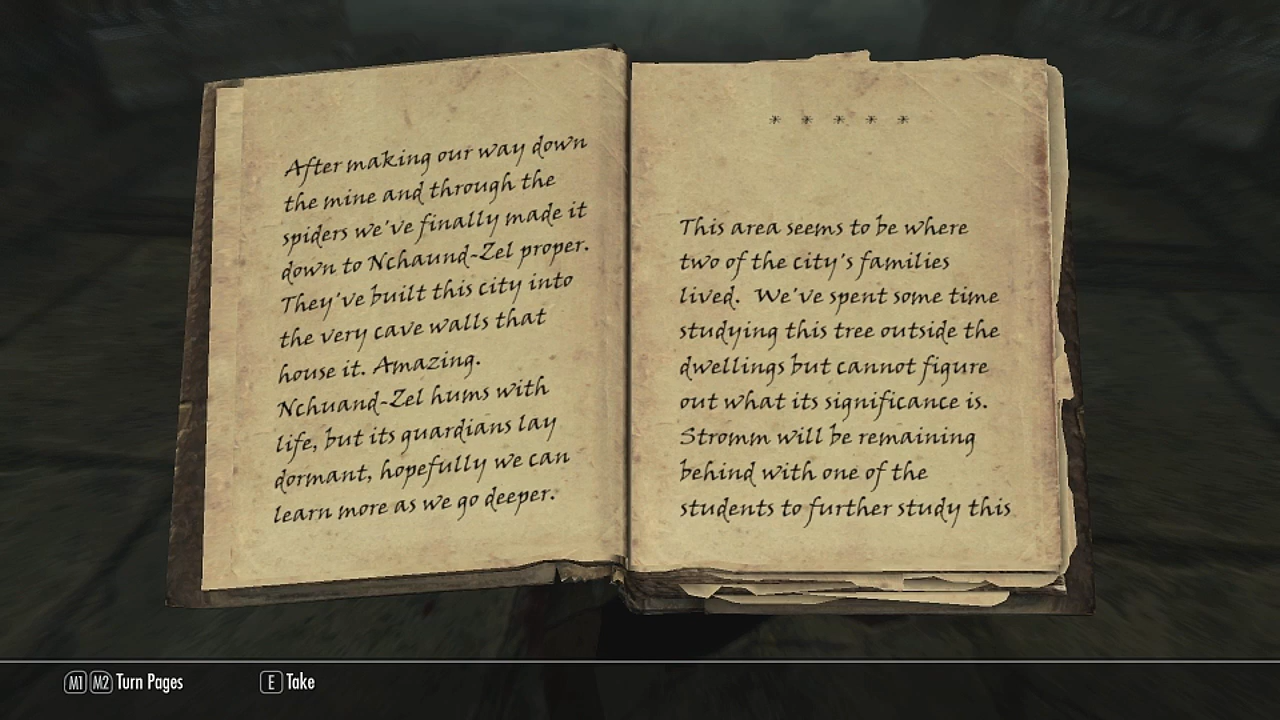 After making our way down
the mine and through the
spiders we've finally made it
down to Nchaund-Zel proper.
They've built this city into
the very cave walls that
house it. Amazing.
Nchuand-Zel hums with
life, but its guardians lay
dormant, hopefully we can
learn more as we go deeper.
* * * * *
This area seems to be where
two of the city's families
lived. We've spent some time
studying this tree outside the
dwellings but cannot figure
out what its significance is.
Stromm will be remaining
behind with one of the
students to further study this
M1 M2 Turn Pages
E Take